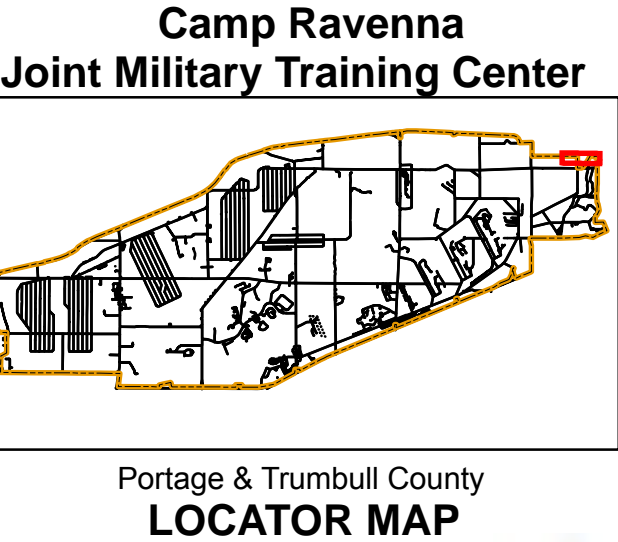 Camp Ravenna
Joint Military Training Center
Portage & Trumbull County
LOCATOR MAP